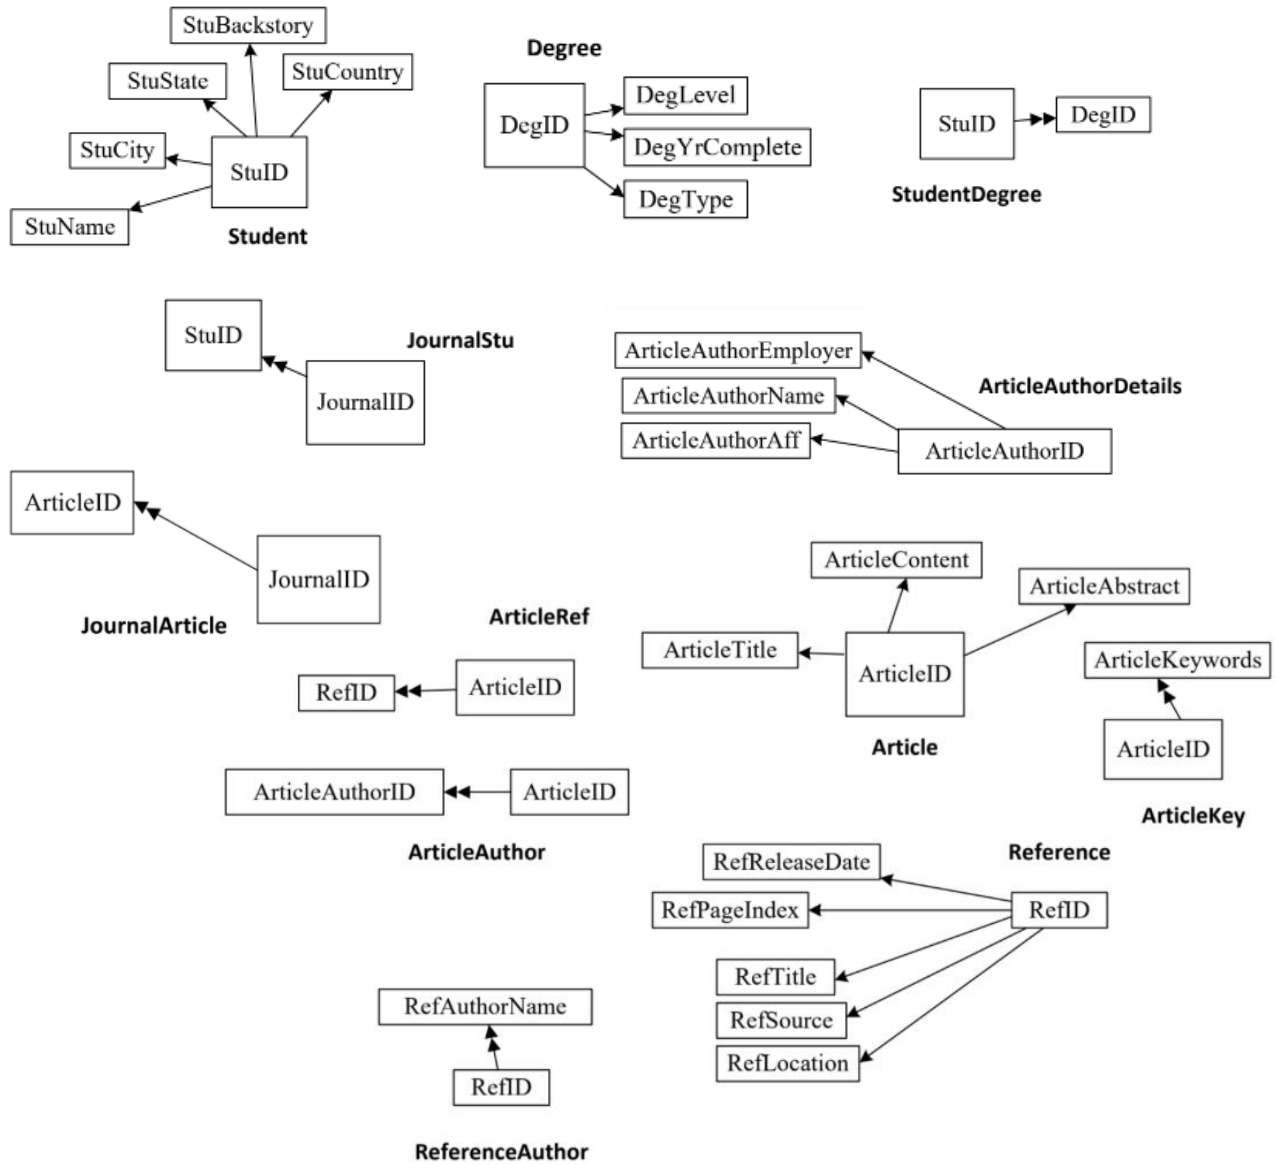 StuBackstory
StuState
StuCountry
StuCity
StuID
StuName
Student
Degree
DegID
DegLevel
DegYrComplete
DegType
StuID
DegID
StudentDegree
StuID
JournalStu
JournalID
ArticleAuthorEmployer
ArticleAuthorName
ArticleAuthorAff
ArticleAuthorDetails
ArticleAuthorID
ArticleID
JournalID
JournalArticle
ArticleRef
RefID
ArticleID
ArticleContent
ArticleAbstract
ArticleTitle
ArticleID
Article
ArticleKeywords
ArticleID
ArticleKey
ArticleAuthorID
ArticleID
ArticleAuthor
Reference
RefReleaseDate
RefPageIndex
RefID
RefTitle
RefSource
RefLocation
RefAuthorName
RefID
ReferenceAuthor